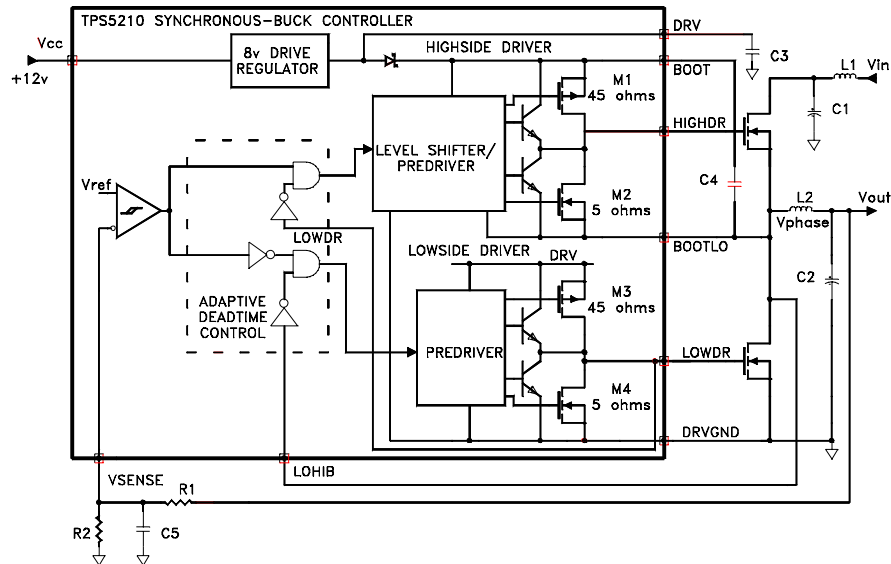 TPS5210 SYNCHRONOUS-BUCK CONTROLLER
Vcc
+12v
8v DRIVE
REGULATOR
HIGHSIDE DRIVER
DRV
C3
BOOT
L1
Vin
C1
M1
45 ohms
LEVEL SHIFTER/
PREDRIVER
HIGHDR
C4
M2
5 ohms
Vref
LOWDR
L2
Vout
Vphase
BOOTLO
LOWSIDE DRIVER
DRV
C2
ADAPTIVE
DEADTIME
CONTROL
M3
45 ohms
PREDRIVER
LOWDR
M4
5 ohms
DRVGND
VSENSE
LOHIB
R1
R2
C5